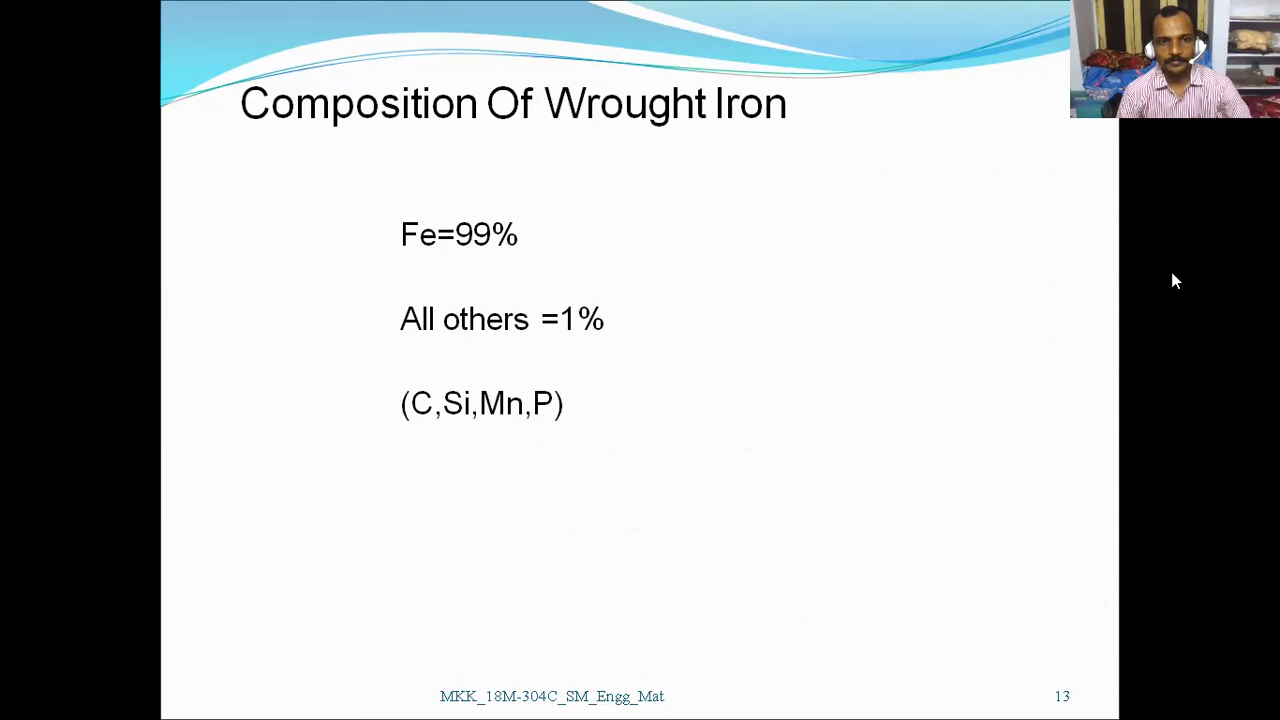 Composition Of Wrought Iron
Fe=99%
All others =1%
(C,Si,Mn,P)
MKK_18M-304C_SM_Engg_Mat
13